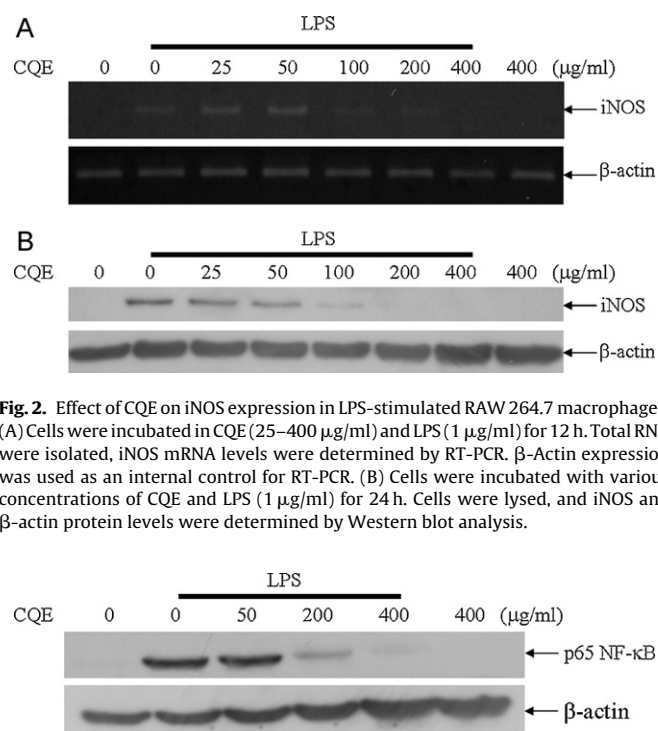 A
LPS
CQE 0 0 25 50 100 200 400 400 (μg/ml)
iNOS
β-actin
B
LPS
CQE 0 0 25 50 100 200 400 400 (μg/ml)
iNOS
β-actin
Fig. 2. Effect of CQE on iNOS expression in LPS-stimulated RAW 264.7 macrophage
(A) Cells were incubated in CQE (25–400 μg/ml) and LPS (1 μg/ml) for 12 h. Total RN
were isolated, iNOS mRNA levels were determined by RT-PCR. β-Actin expressio
was used as an internal control for RT-PCR. (B) Cells were incubated with variou
concentrations of CQE and LPS (1 μg/ml) for 24 h. Cells were lysed, and iNOS an
β-actin protein levels were determined by Western blot analysis.
LPS
CQE 0 0 50 200 400 400 (μg/ml)
p65 NF-κB
β-actin